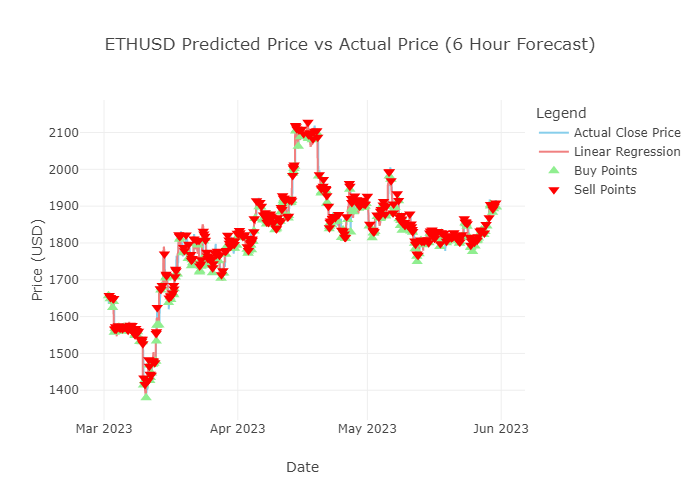 ETHUSD Predicted Price vs Actual Price (6 Hour Forecast)
Legend
Actual Close Price
Linear Regression
Buy Points
Sell Points
Price (USD)
2100
2000
1900
1800
1700
1600
1500
1400
Mar 2023
Apr 2023
May 2023
Jun 2023
Date